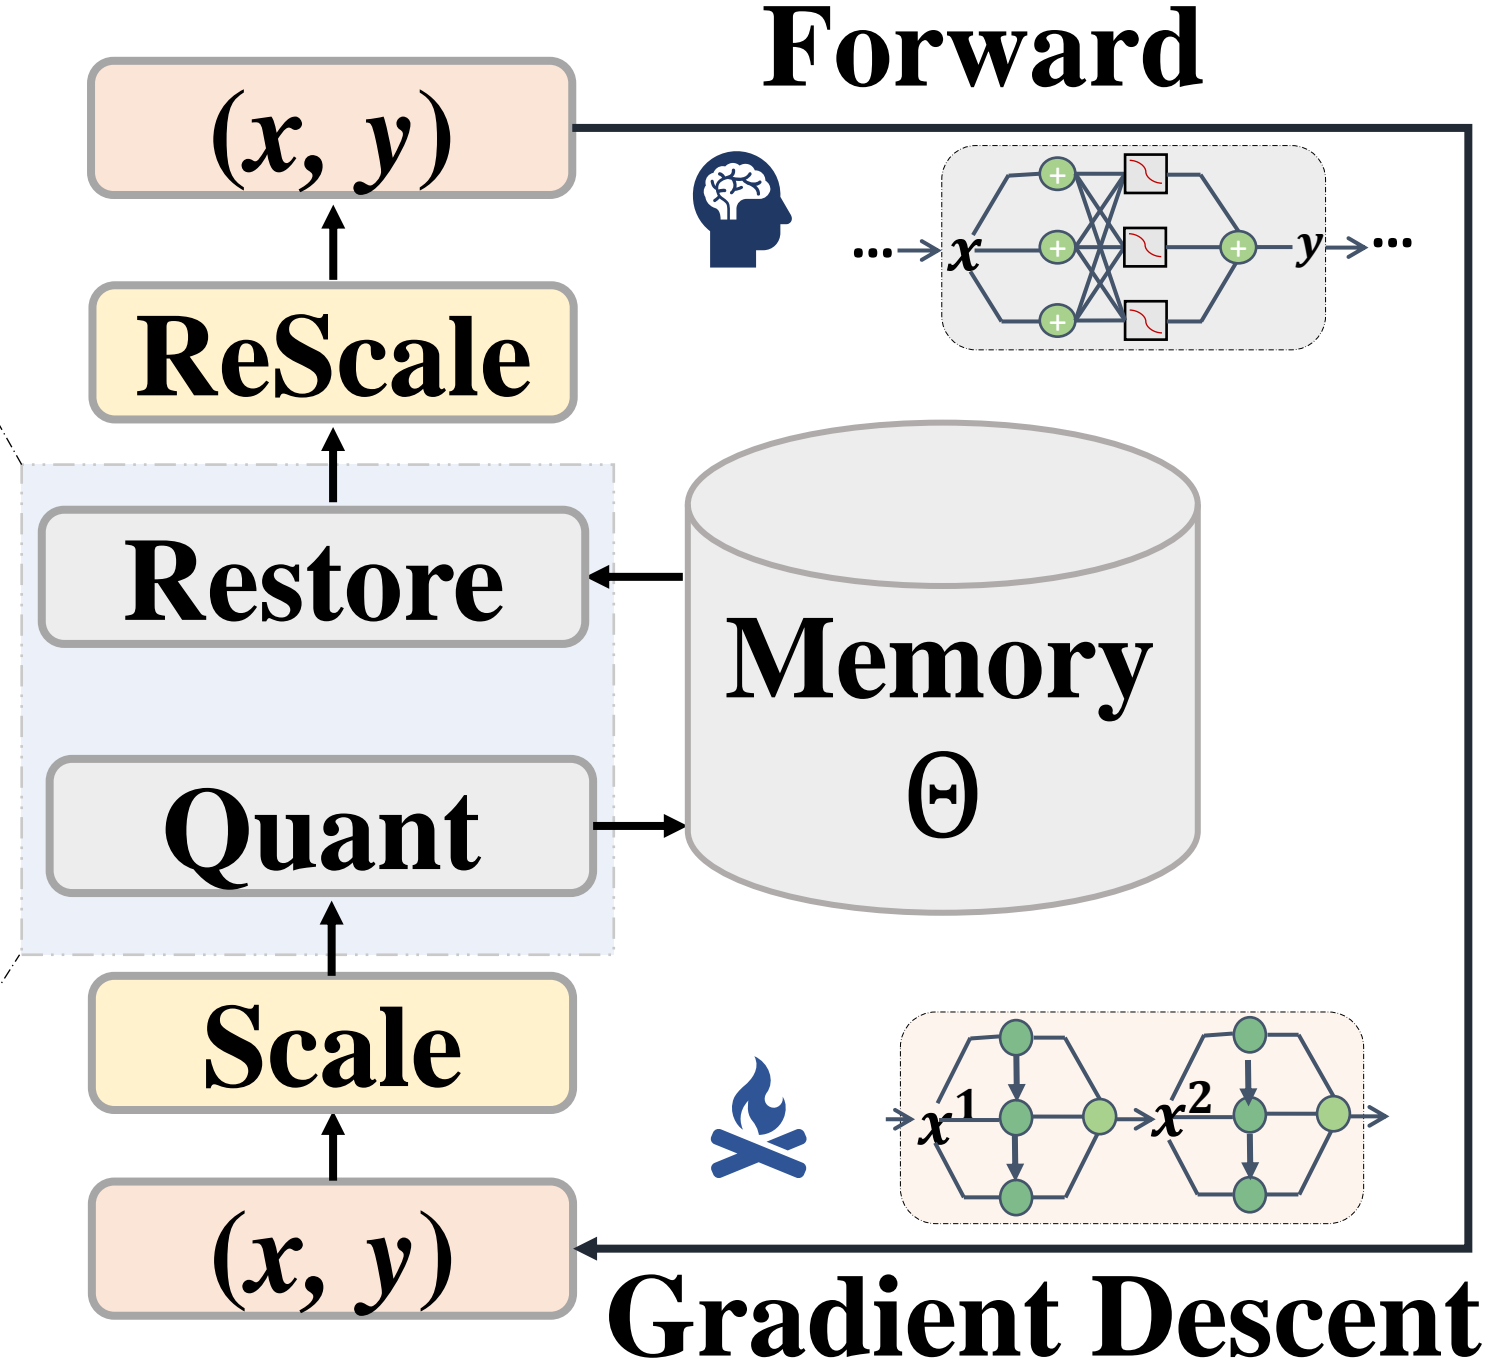 Forward
(x, y)
... x + + + + y ...
ReScale
Restore
Memory
Θ
Quant
Scale
x¹ x²
(x, y)
Gradient Descent